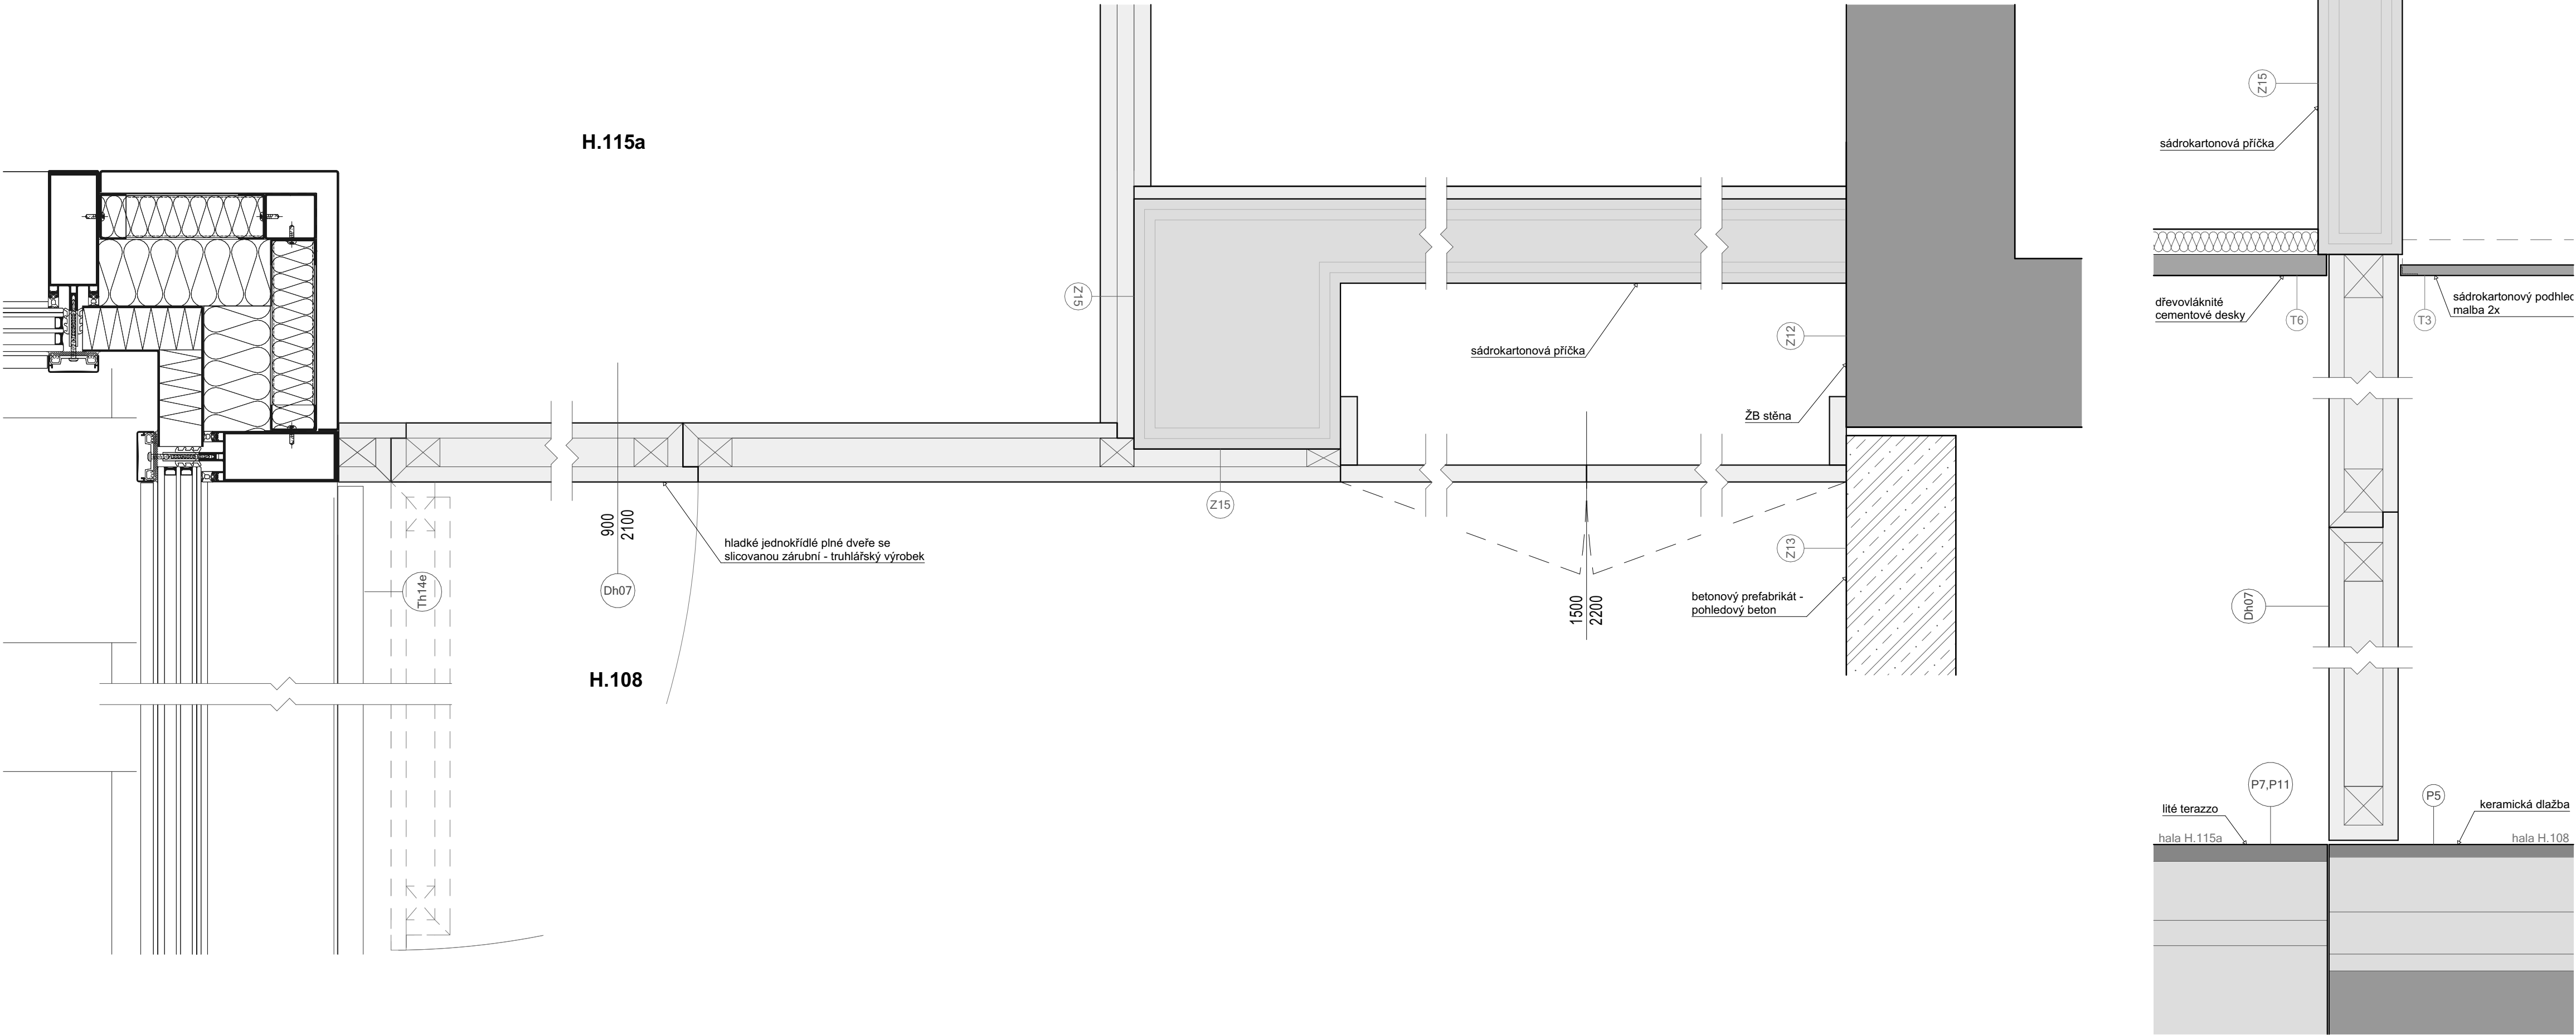 H.115a
Z15
sádrokartonová příčka
Z12
ŽB stěna
Z15
900
2100
hladké jednokřídlé plné dveře se
slicovanou zárubní - truhlářský výrobek
Th14e
Dh07
Z13
betonový prefabrikát -
pohledový beton
1500
2200
H.108
Z15
sádrokartonová příčka
dřevovláknité
cementové desky
T6
T3
sádrokartonový podhled
malba 2x
Dh07
P7,P11
P5
lité terazzo
keramická dlažba
hala H.115a
hala H.108